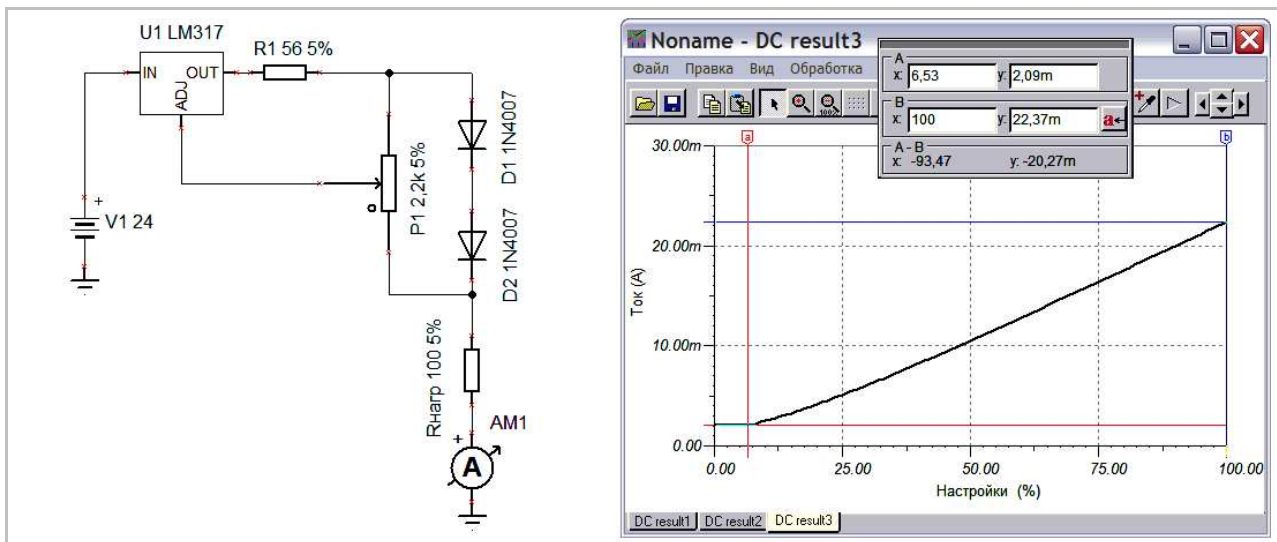 U1 LM317
R1 56 5%
IN
OUT
ADJ
D1 1N4007
P1 2,2k 5%
+
V1 24
D2 1N4007
Rнагр 100 5%
AM1
+
A
Noname - DC result3
Файл Правка Вид Обработка
A
x: 6,53 y: 2,09m
B
x: 100 y: 22,37m
a
A - B
x: -93,47 y: -20,27m
100%
a
b
30.00m
20.00m
Ток (A)
10.00m
0.00
0.00 25.00 50.00 75.00 100.00
Настройки (%)
DC result1 DC result2 DC result3